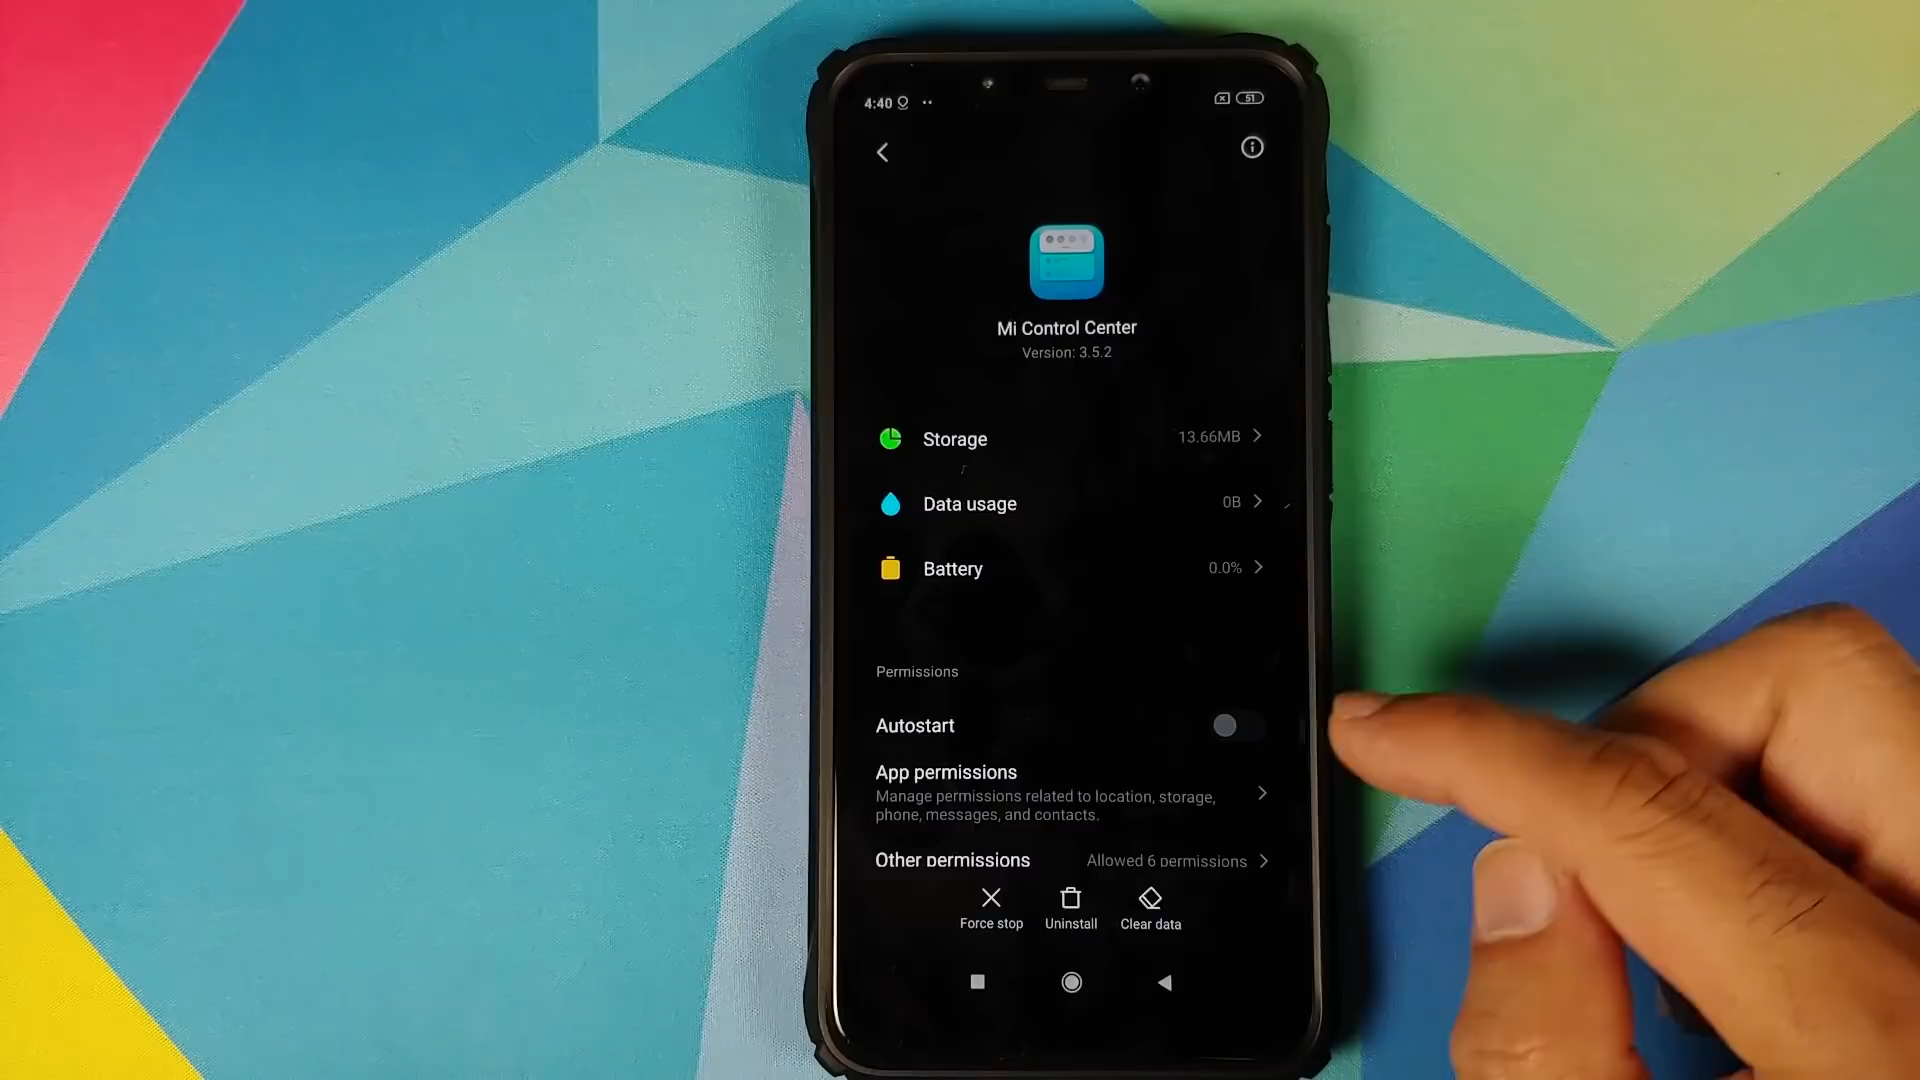 4:40
51
Mi Control Center
Version: 3.5.2
Storage 13.66MB
Data usage 0B
Battery 0.0%
Permissions
Autostart
App permissions
Manage permissions related to location, storage,
phone, messages, and contacts.
Other permissions Allowed 6 permissions
Force stop Uninstall Clear data